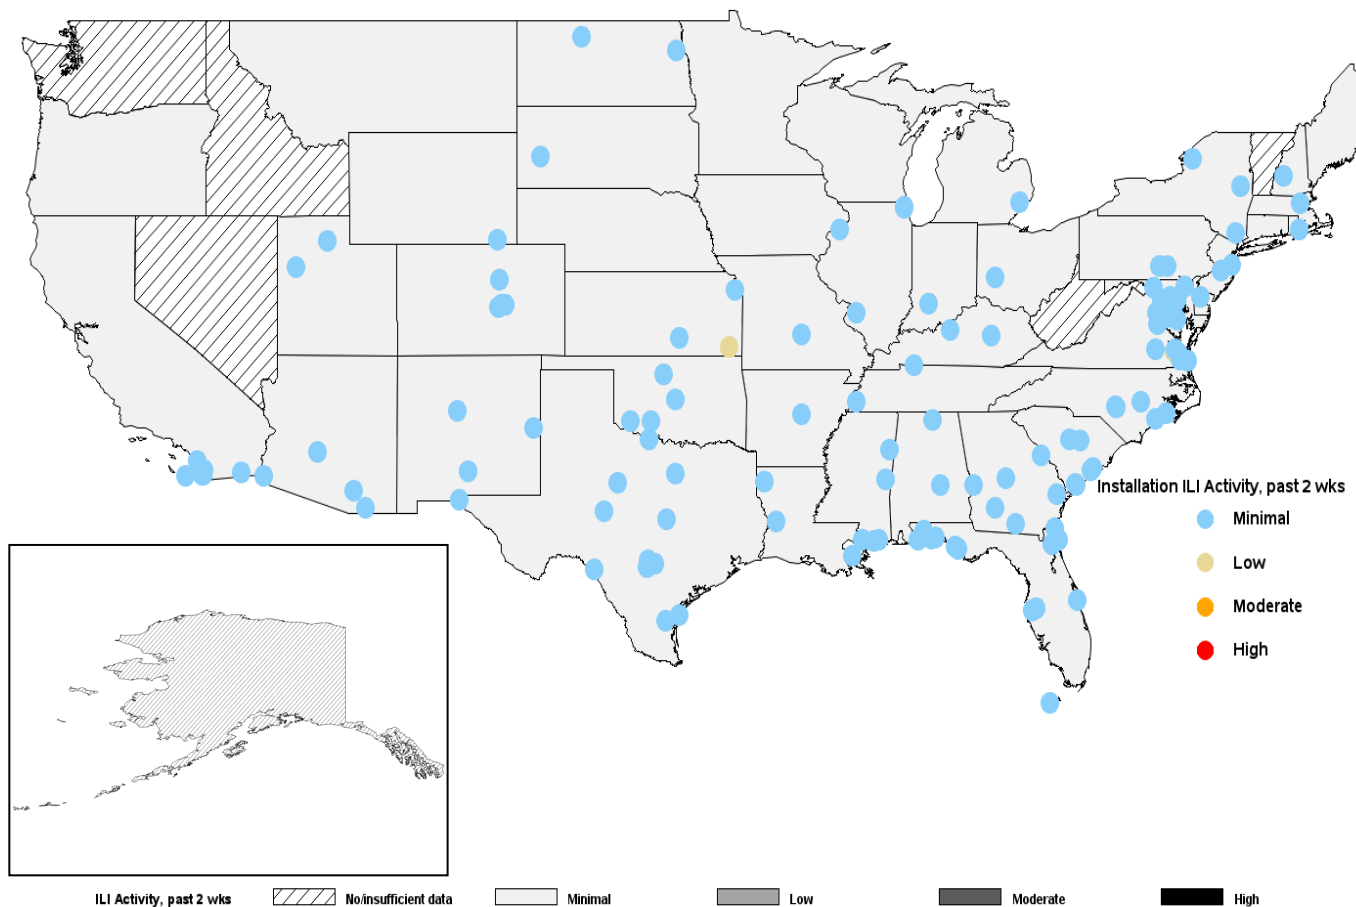 Installation ILI Activity, past 2 wks
Minimal
Low
Moderate
High
ILI Activity, past 2 wks No/insufficient data Minimal Low Moderate High